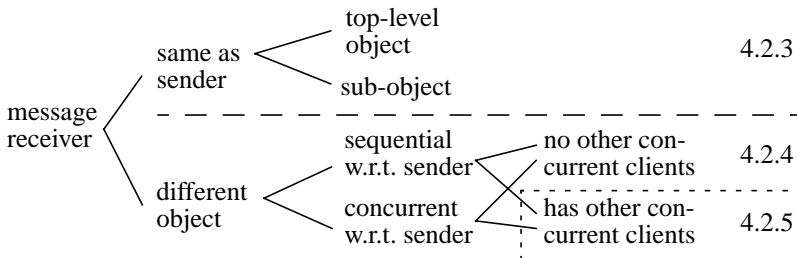 top-level
object
same as
sender
4.2.3
sub-object
message
receiver
sequential
w.r.t. sender
no other con-
current clients
4.2.4
different
object
concurrent
w.r.t. sender
has other con-
current clients
4.2.5